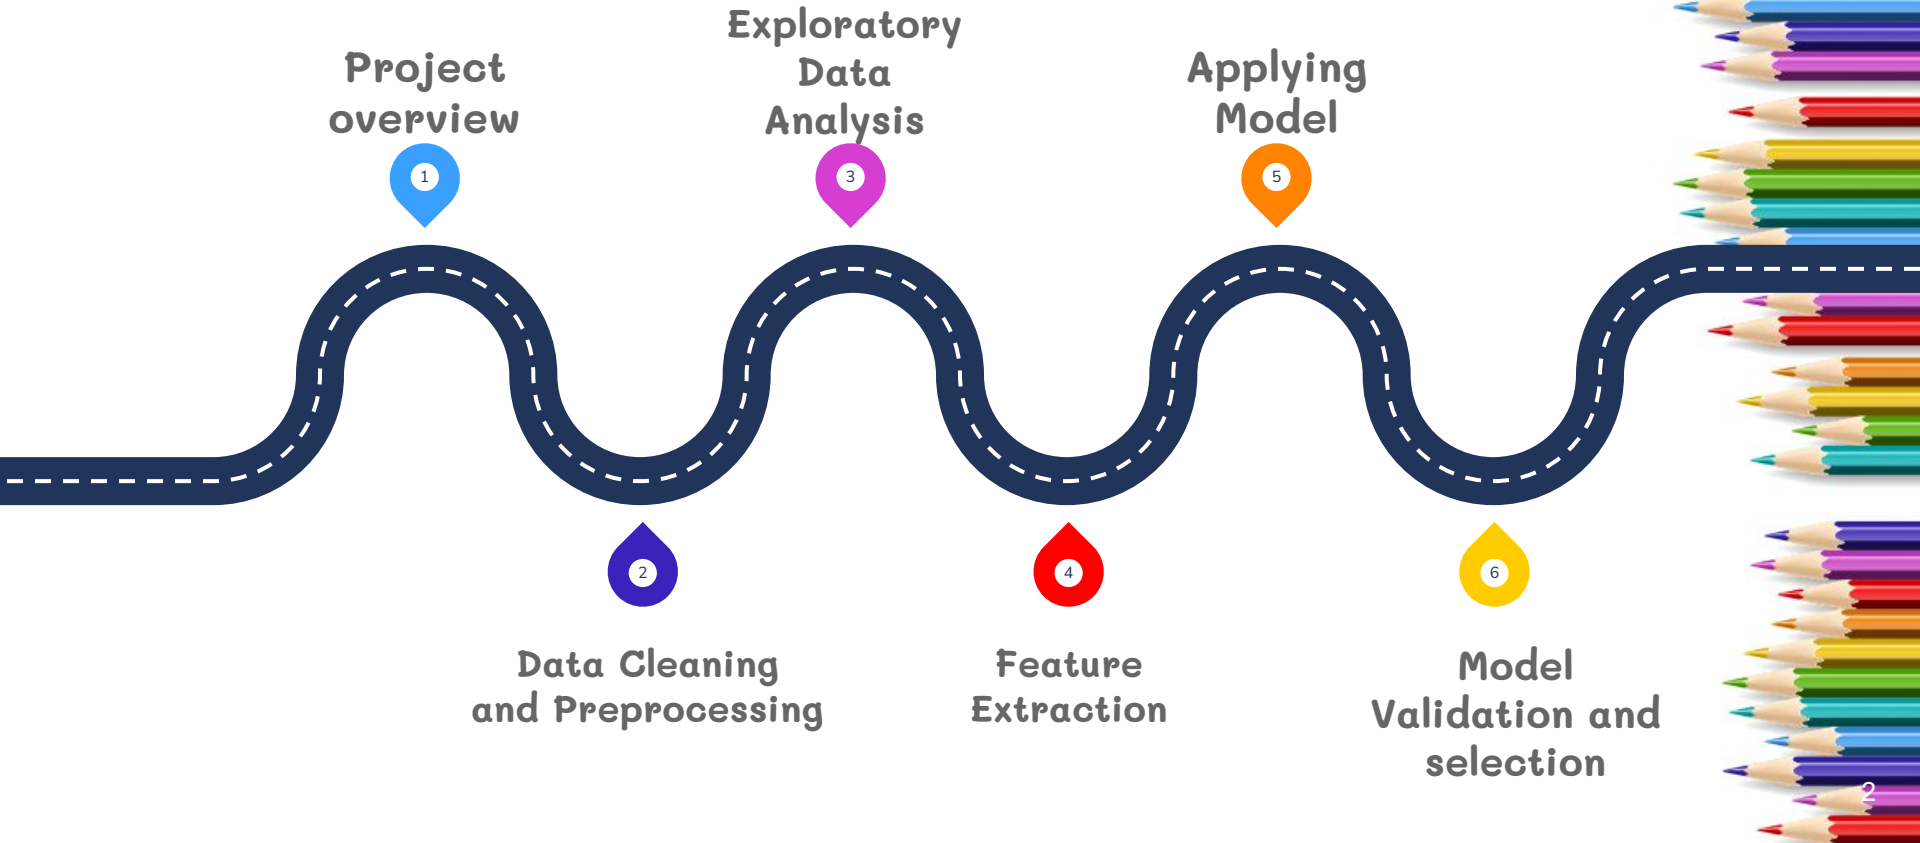 Project
overview
1
Data Cleaning
and Preprocessing
2
Exploratory
Data
Analysis
3
Feature
Extraction
4
Applying
Model
5
Model
Validation and
selection
6
2